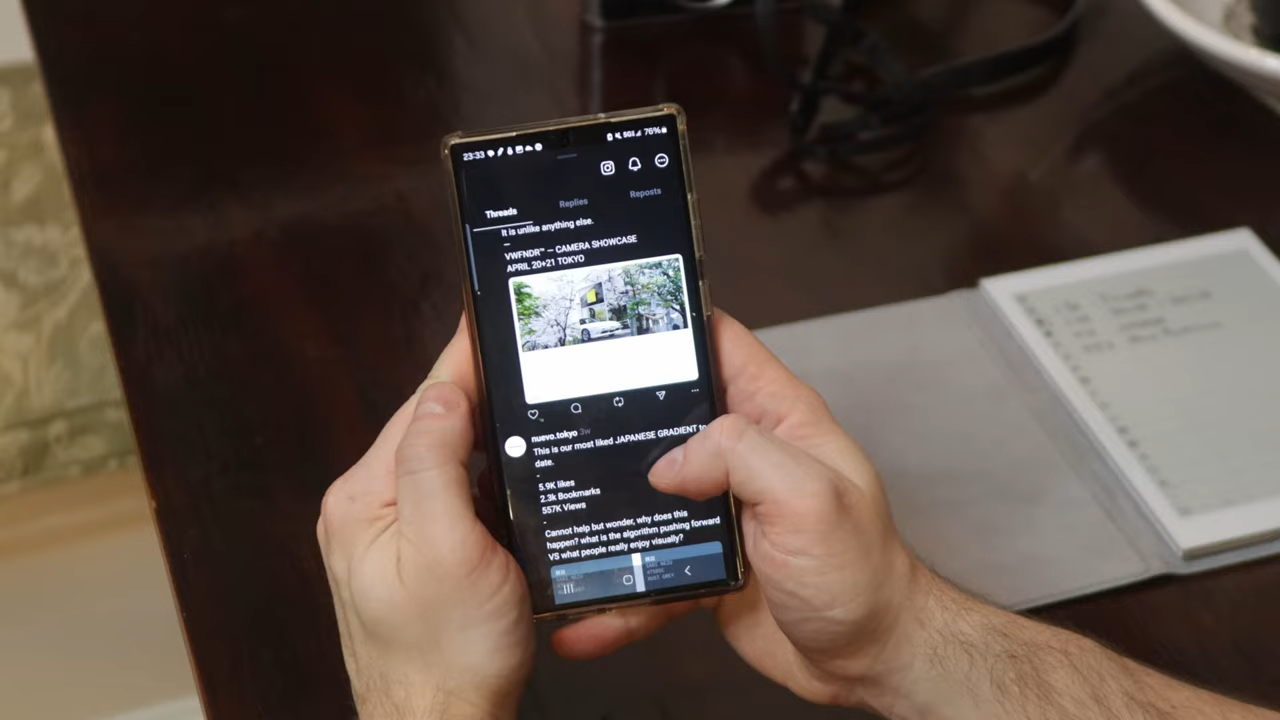 23:33
76%
Threads
Replies
Reposts
It is unlike anything else.
–
VWFNDR™ — CAMERA SHOWCASE
APRIL 20+21 TOKYO
nuevo.tokyo 3w
This is our most liked JAPANESE GRADIENT to
date.
-
5.9K likes
2.3k Bookmarks
557K Views
-
Cannot help but wonder, why does this
happen? what is the algorithm pushing forward
VS what people really enjoy visually?